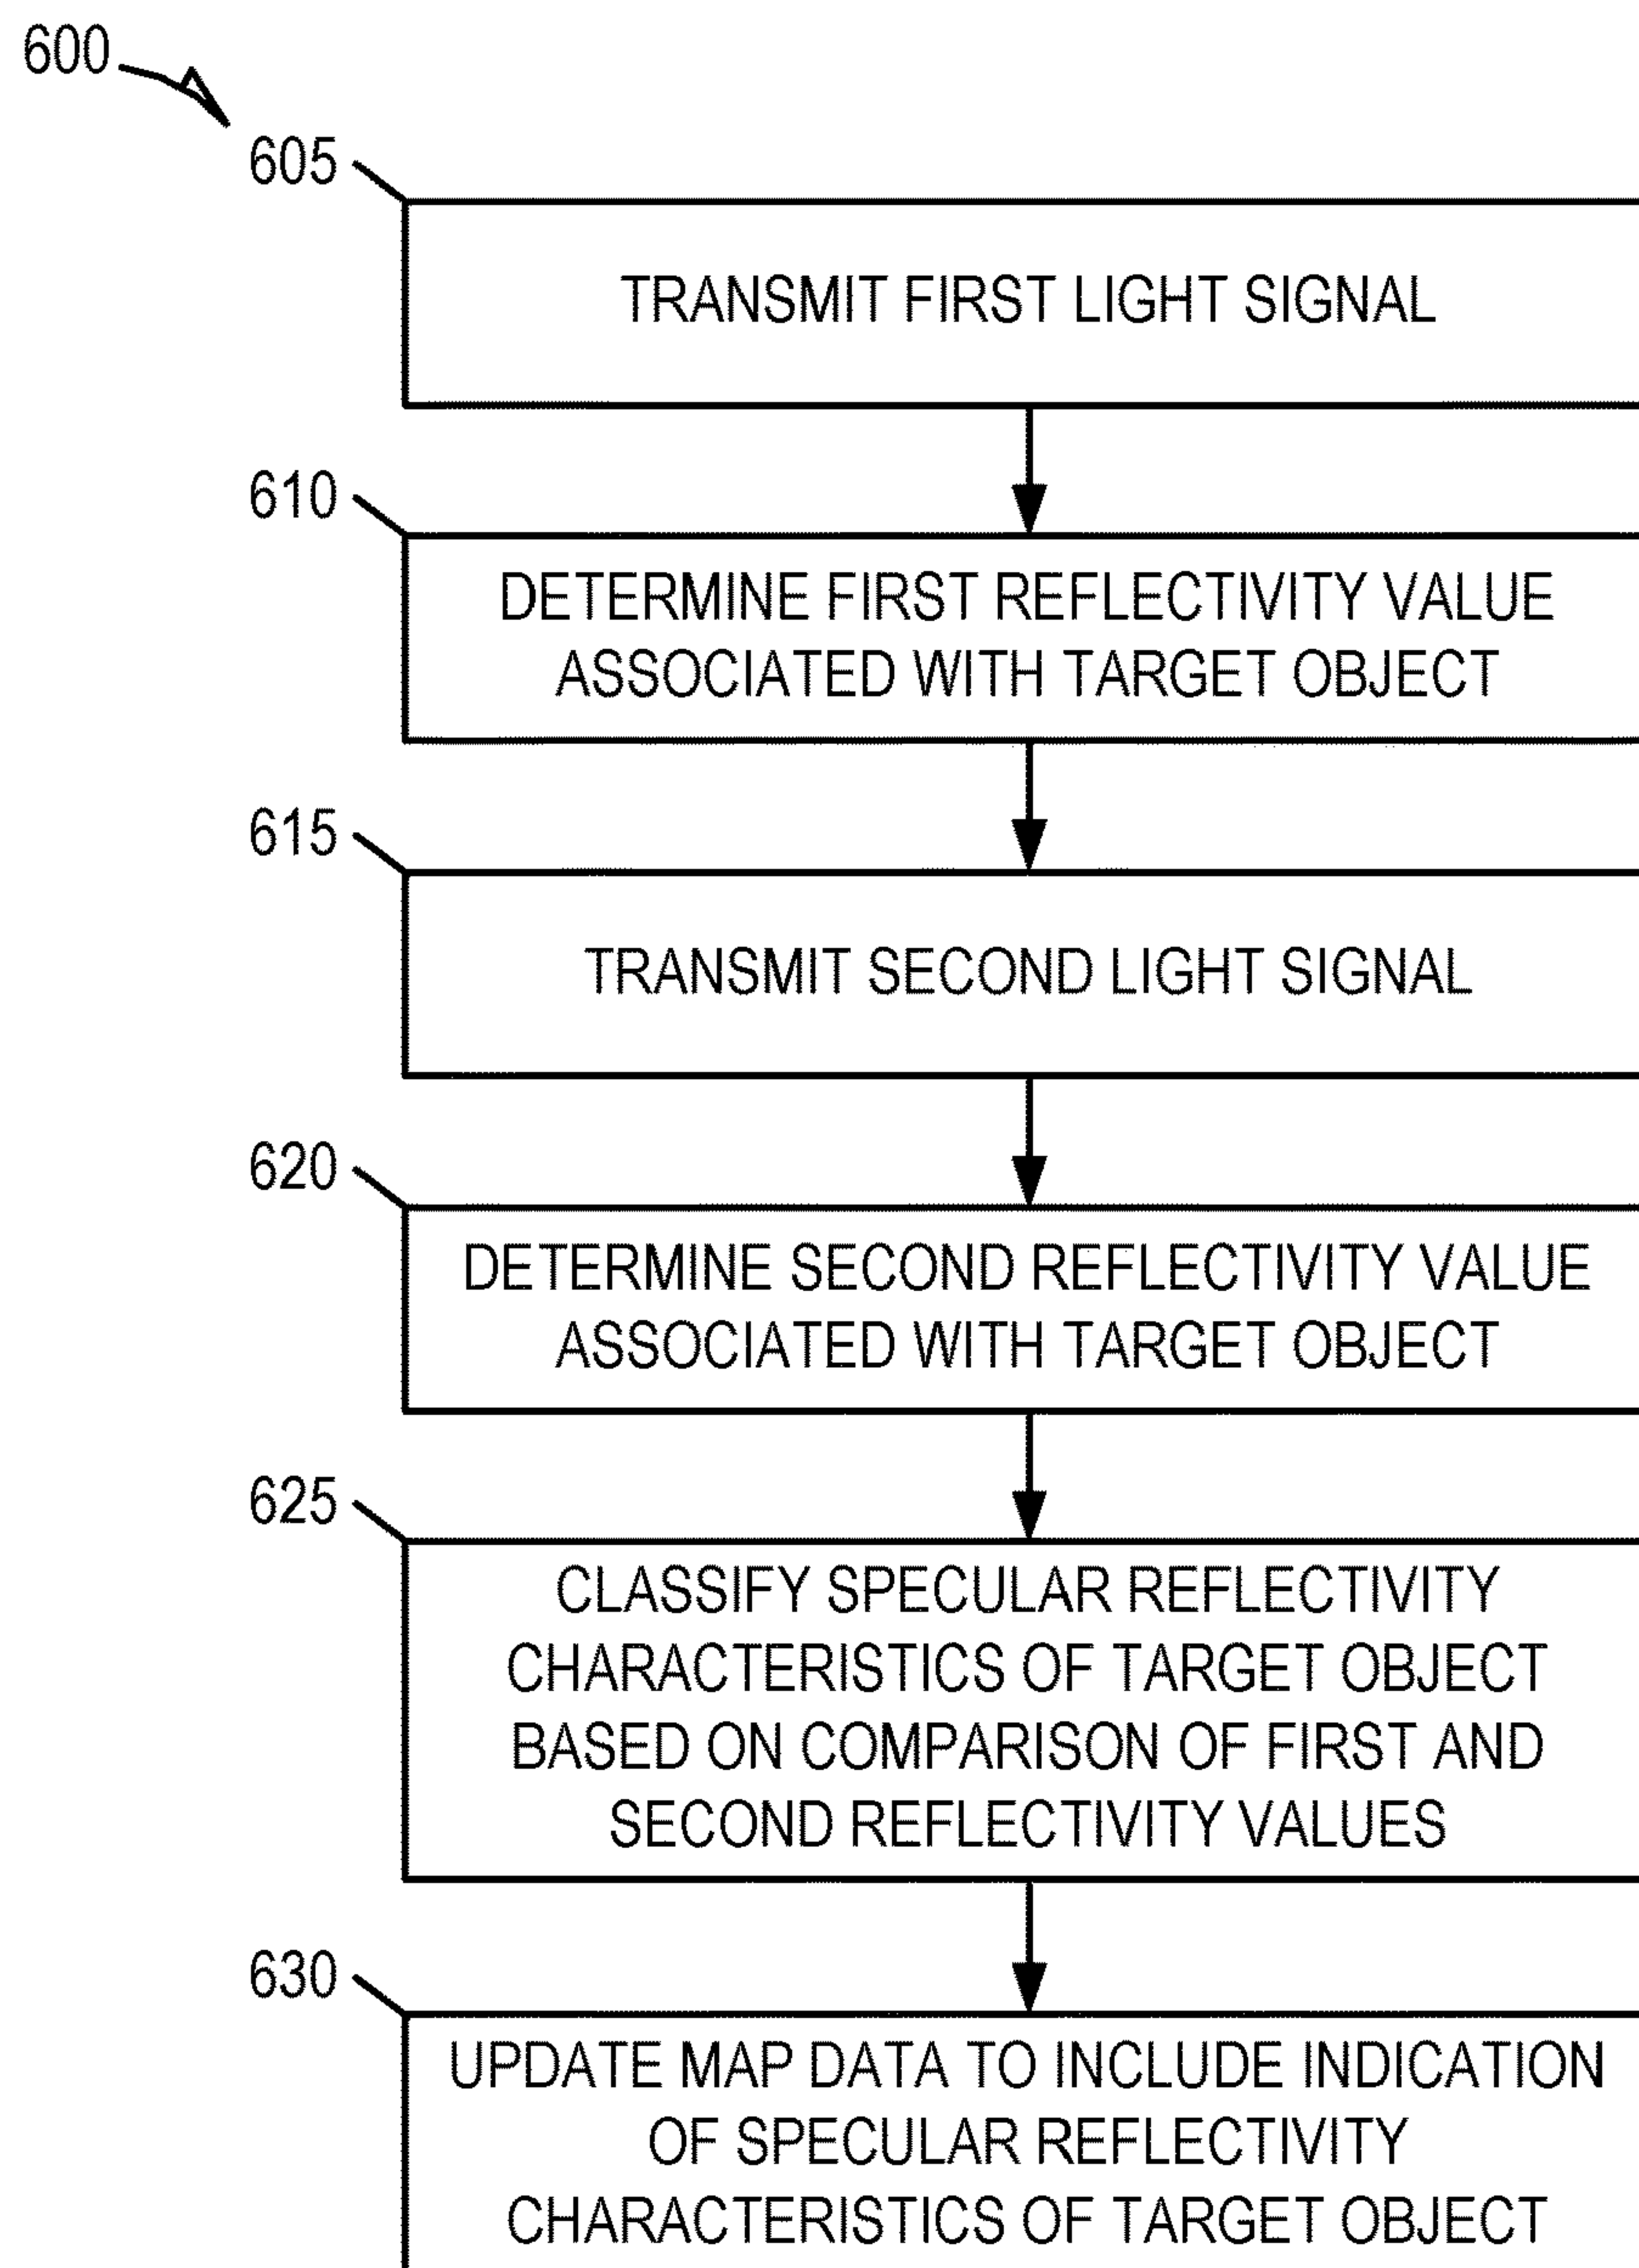 600
605
TRANSMIT FIRST LIGHT SIGNAL
610
DETERMINE FIRST REFLECTIVITY VALUE
ASSOCIATED WITH TARGET OBJECT
615
TRANSMIT SECOND LIGHT SIGNAL
620
DETERMINE SECOND REFLECTIVITY VALUE
ASSOCIATED WITH TARGET OBJECT
625
CLASSIFY SPECULAR REFLECTIVITY
CHARACTERISTICS OF TARGET OBJECT
BASED ON COMPARISON OF FIRST AND
SECOND REFLECTIVITY VALUES
630
UPDATE MAP DATA TO INCLUDE INDICATION
OF SPECULAR REFLECTIVITY
CHARACTERISTICS OF TARGET OBJECT